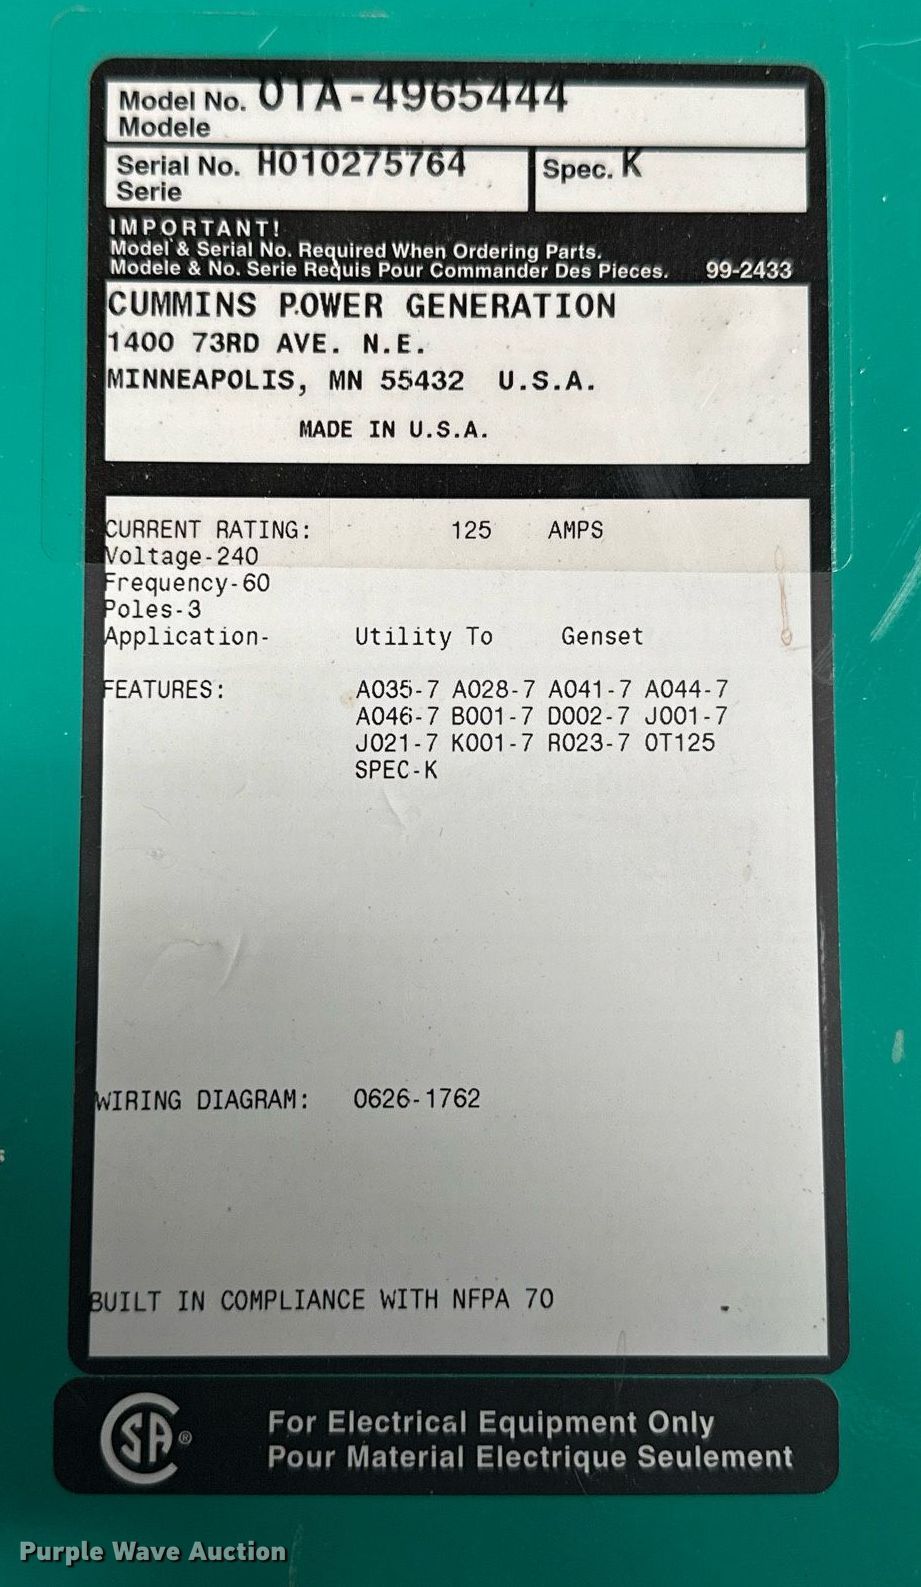 Model No. OTA-4965444
Modele
Serial No. H010275764 Spec. K
Serie
IMPORTANT!
Model & Serial No. Required When Ordering Parts.
Modele & No. Serie Requis Pour Commander Des Pieces. 99-2433
CUMMINS POWER GENERATION
1400 73RD AVE. N.E.
MINNEAPOLIS, MN 55432 U.S.A.
MADE IN U.S.A.
CURRENT RATING: 125 AMPS
Voltage-240
Frequency-60
Poles-3
Application- Utility To Genset
FEATURES: A035-7 A028-7 A041-7 A044-7
A046-7 B001-7 D002-7 J001-7
J021-7 K001-7 R023-7 OT125
SPEC-K
WIRING DIAGRAM: 0626-1762
BUILT IN COMPLIANCE WITH NFPA 70
SA®
For Electrical Equipment Only
Pour Material Electrique Seulement
Purple Wave Auction